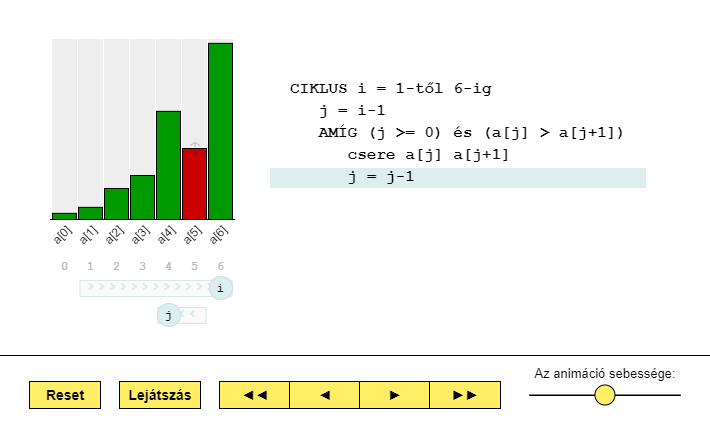 CIKLUS i = 1-től 6-ig
j = i-1
AMÍG (j >= 0) és (a[j] > a[j+1])
csere a[j] a[j+1]
j = j-1
a[0] a[1] a[2] a[3] a[4] a[5] a[6]
0 1 2 3 4 5 6
i
j
Az animáció sebessége:
Reset Lejátszás